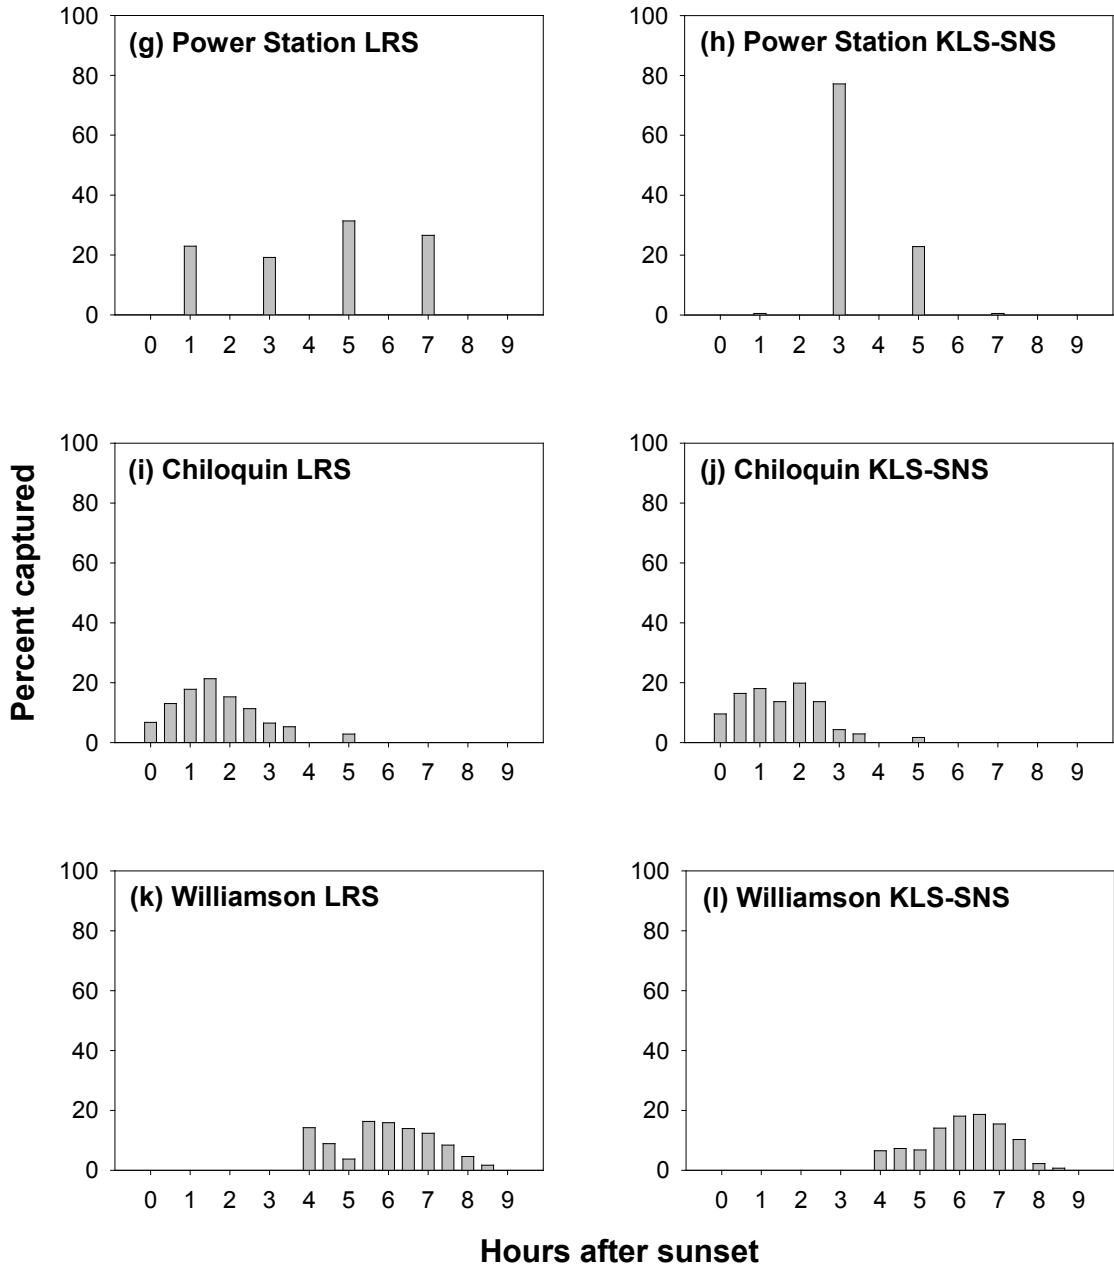 (g) Power Station LRS
100
80
60
40
20
0
0 1 2 3 4 5 6 7 8 9
(h) Power Station KLS-SNS
100
80
60
40
20
0
0 1 2 3 4 5 6 7 8 9
Percent captured
(i) Chiloquin LRS
100
80
60
40
20
0
0 1 2 3 4 5 6 7 8 9
(j) Chiloquin KLS-SNS
100
80
60
40
20
0
0 1 2 3 4 5 6 7 8 9
(k) Williamson LRS
100
80
60
40
20
0
0 1 2 3 4 5 6 7 8 9
(l) Williamson KLS-SNS
100
80
60
40
20
0
0 1 2 3 4 5 6 7 8 9
Hours after sunset